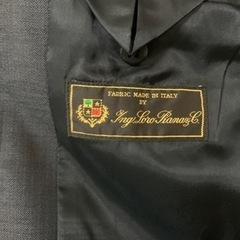 FABRIC MADE IN ITALY
BY
Ing. Loro Piana & C.